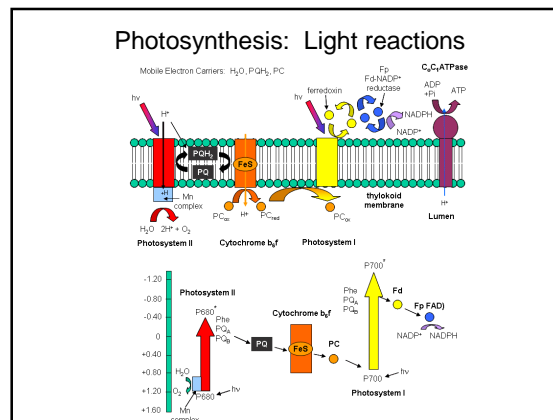 Photosynthesis: Light reactions
Mobile Electron Carriers: H₂O, PQH₂, PC
hν
H⁺
PQH₂
PQ
FeS
+H
Mn
complex
H₂O 2H⁺ + O₂
Photosystem II
PCox
H⁺
PCred
Cytochrome b₆f
hν
ferredoxin
Fp
Fd-NADP⁺
reductase
NADPH
NADP⁺
PCox
Photosystem I
thylokoid
membrane
CₒC₁ATPase
ADP
+Pi
ATP
H⁺
Lumen
-1.20
-0.80
-0.40
0
+0.40
+0.80
+1.20
+1.60
Photosystem II
P680*
Phe
PQA
PQB
H₂O
O₂
Mn
complex
P680
hν
PQ
Cytochrome b₆f
FeS
PC
P700*
Phe
PQA
PQB
Fd
Fp FAD)
NADP⁺ NADPH
P700
hν
Photosystem I